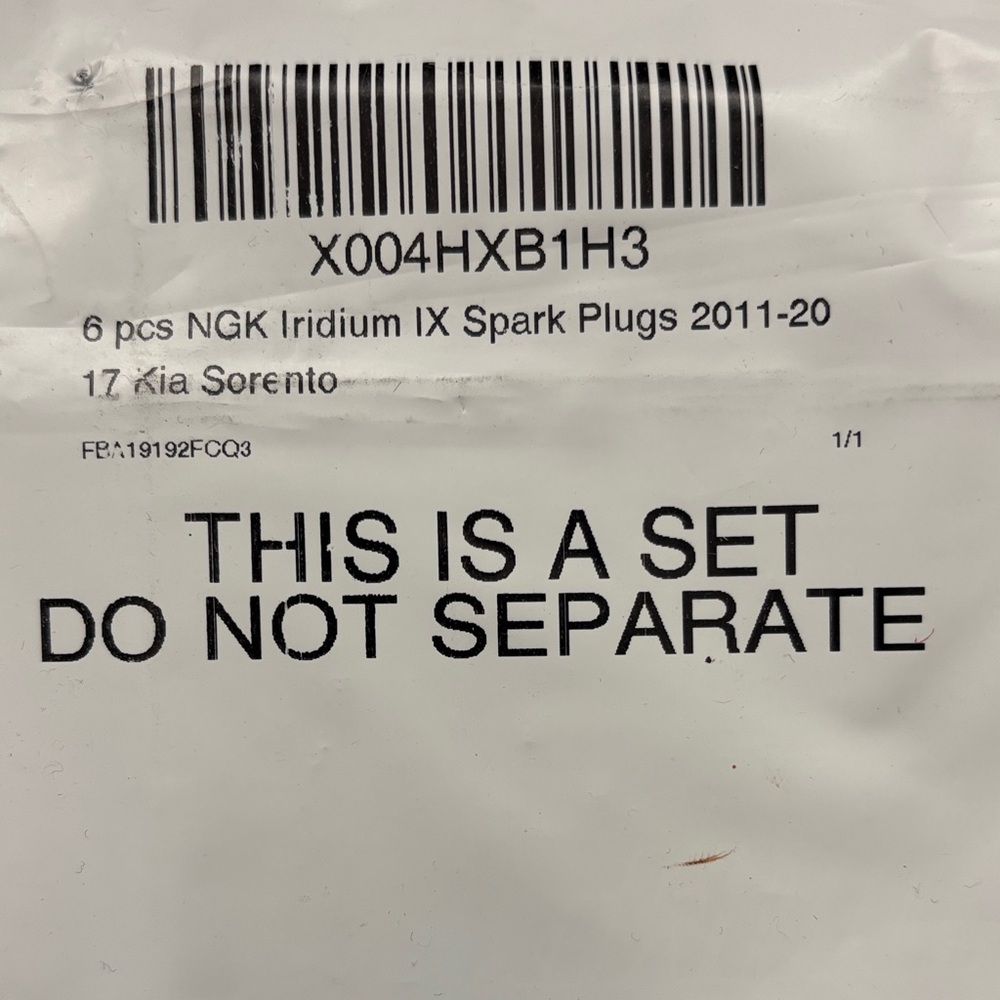 X004HXB1H3
6 pcs NGK Iridium IX Spark Plugs 2011-20
17 Kia Sorento
FBA19192FCQ3
1/1
THIS IS A SET
DO NOT SEPARATE